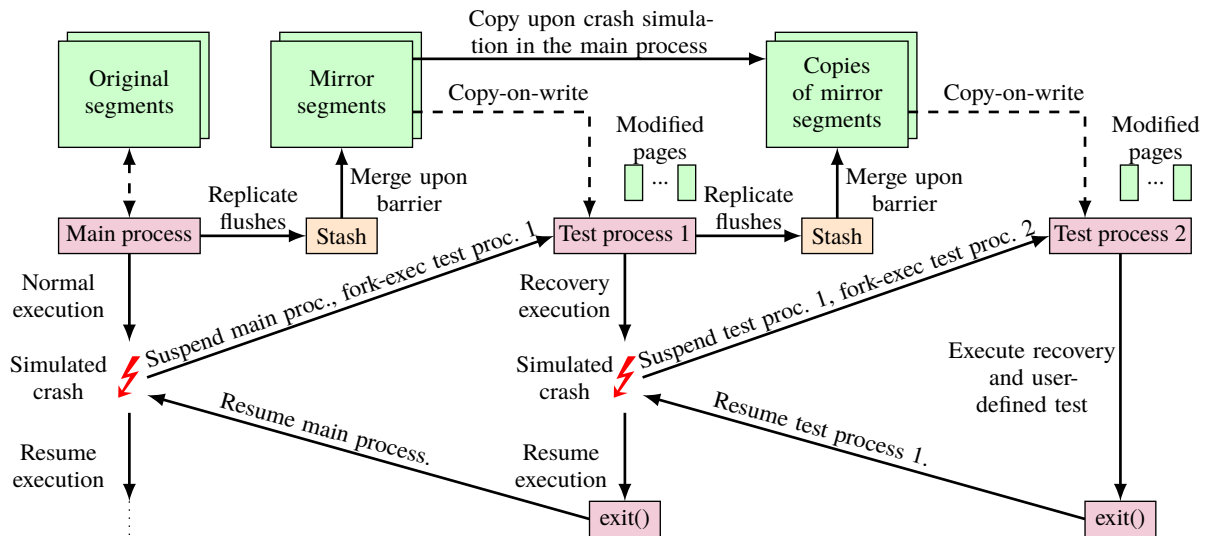 Copy upon crash simula-
tion in the main process
Original
segments
Mirror
segments
Copies
of mirror
segments
Copy-on-write
Copy-on-write
Modified
pages
...
Modified
pages
...
Replicate
flushes
Merge upon
barrier
Replicate
flushes
Merge upon
barrier
Main process
Stash
Test process 1
Stash
Test process 2
Normal
execution
Suspend main proc., fork-exec test proc. 1
Recovery
execution
Suspend test proc. 1, fork-exec test proc. 2
Simulated
crash
Simulated
crash
Execute recovery
and user-
defined test
Resume main process.
Resume test process 1.
Resume
execution
Resume
execution
exit()
exit()